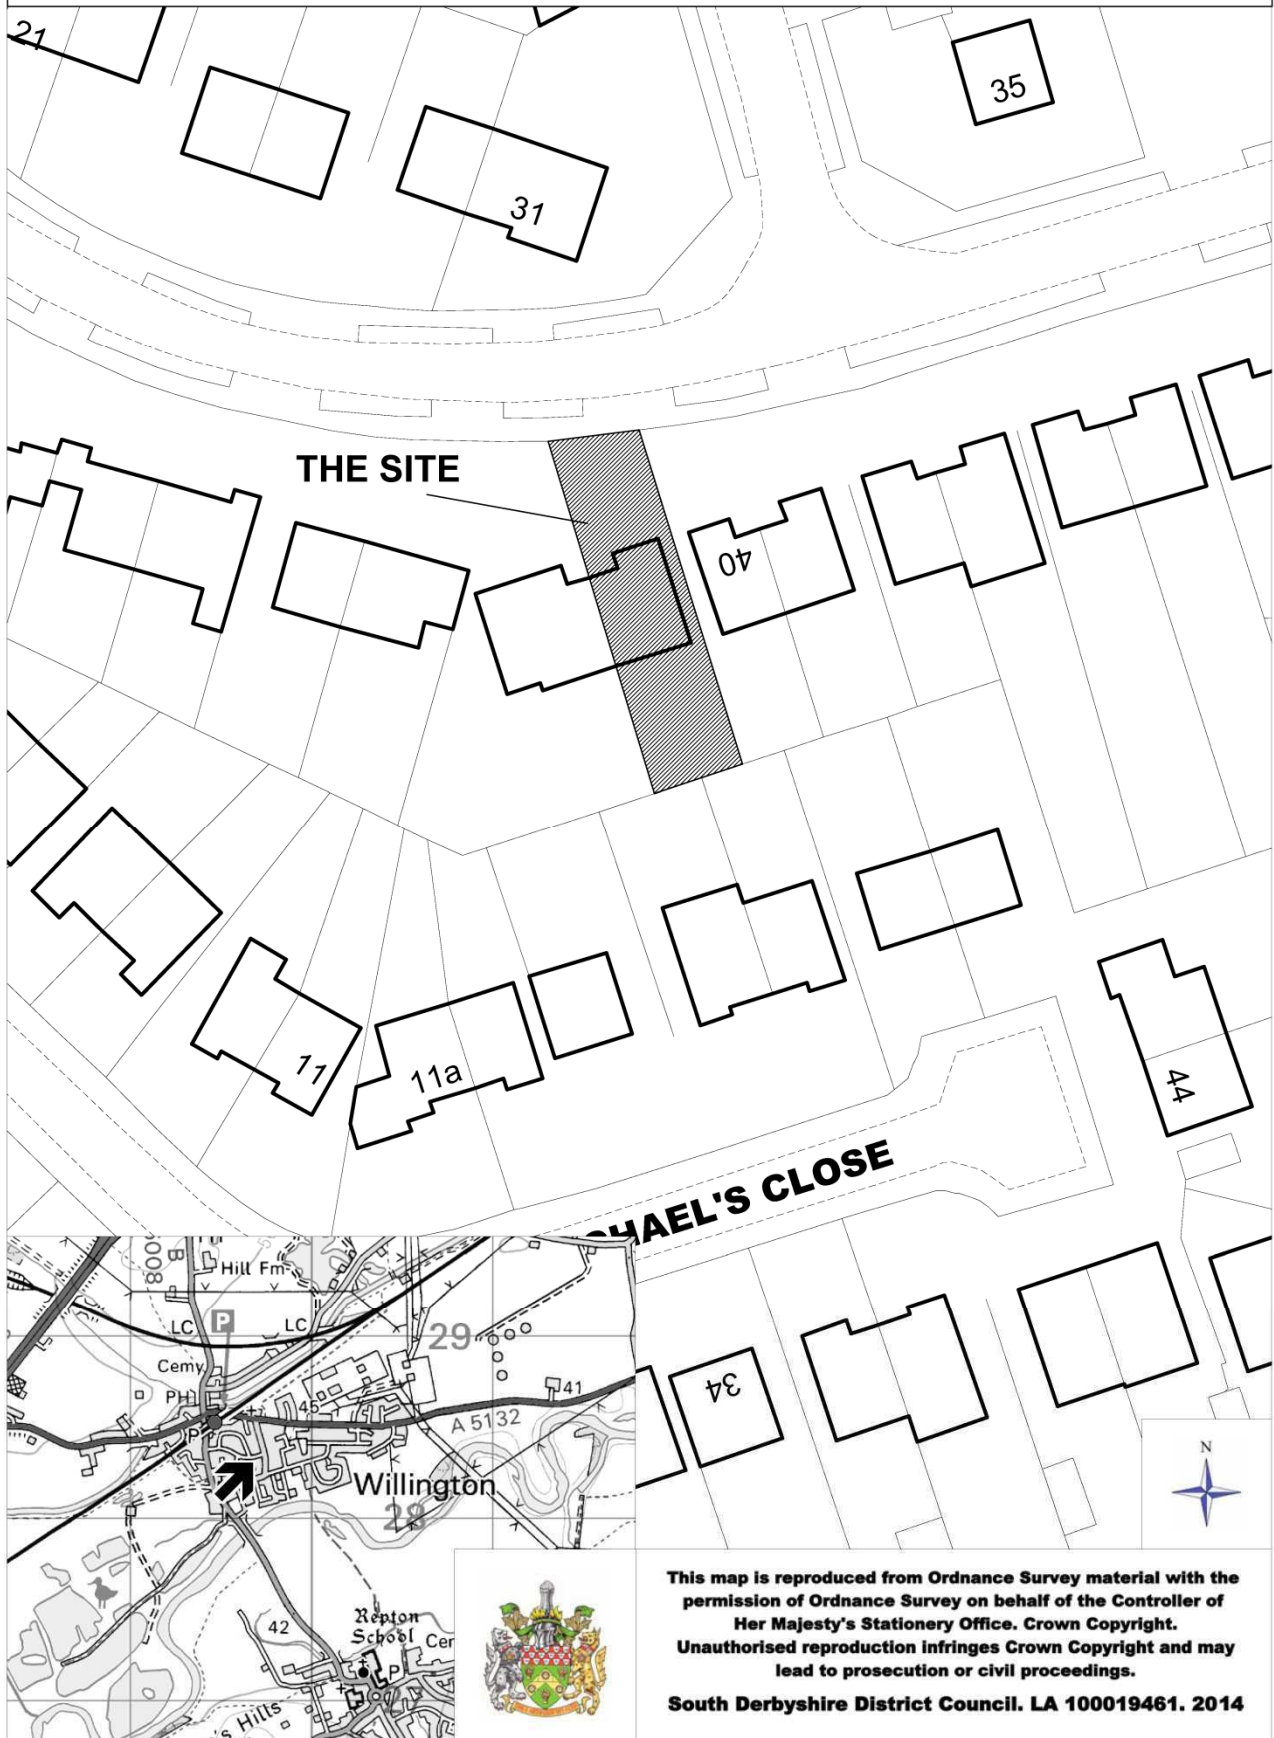 21
35
31
THE SITE
40
11
11a
44
HAEL'S CLOSE
34
B
5008
Hill Fm
LC
P
LC
29
Cemy
PH
45
41
A 5132
P
Willington
28
N
42
Repton
School
Cer
P
's Hills
This map is reproduced from Ordnance Survey material with the
permission of Ordnance Survey on behalf of the Controller of
Her Majesty's Stationery Office. Crown Copyright.
Unauthorised reproduction infringes Crown Copyright and may
lead to prosecution or civil proceedings.
South Derbyshire District Council. LA 100019461. 2014